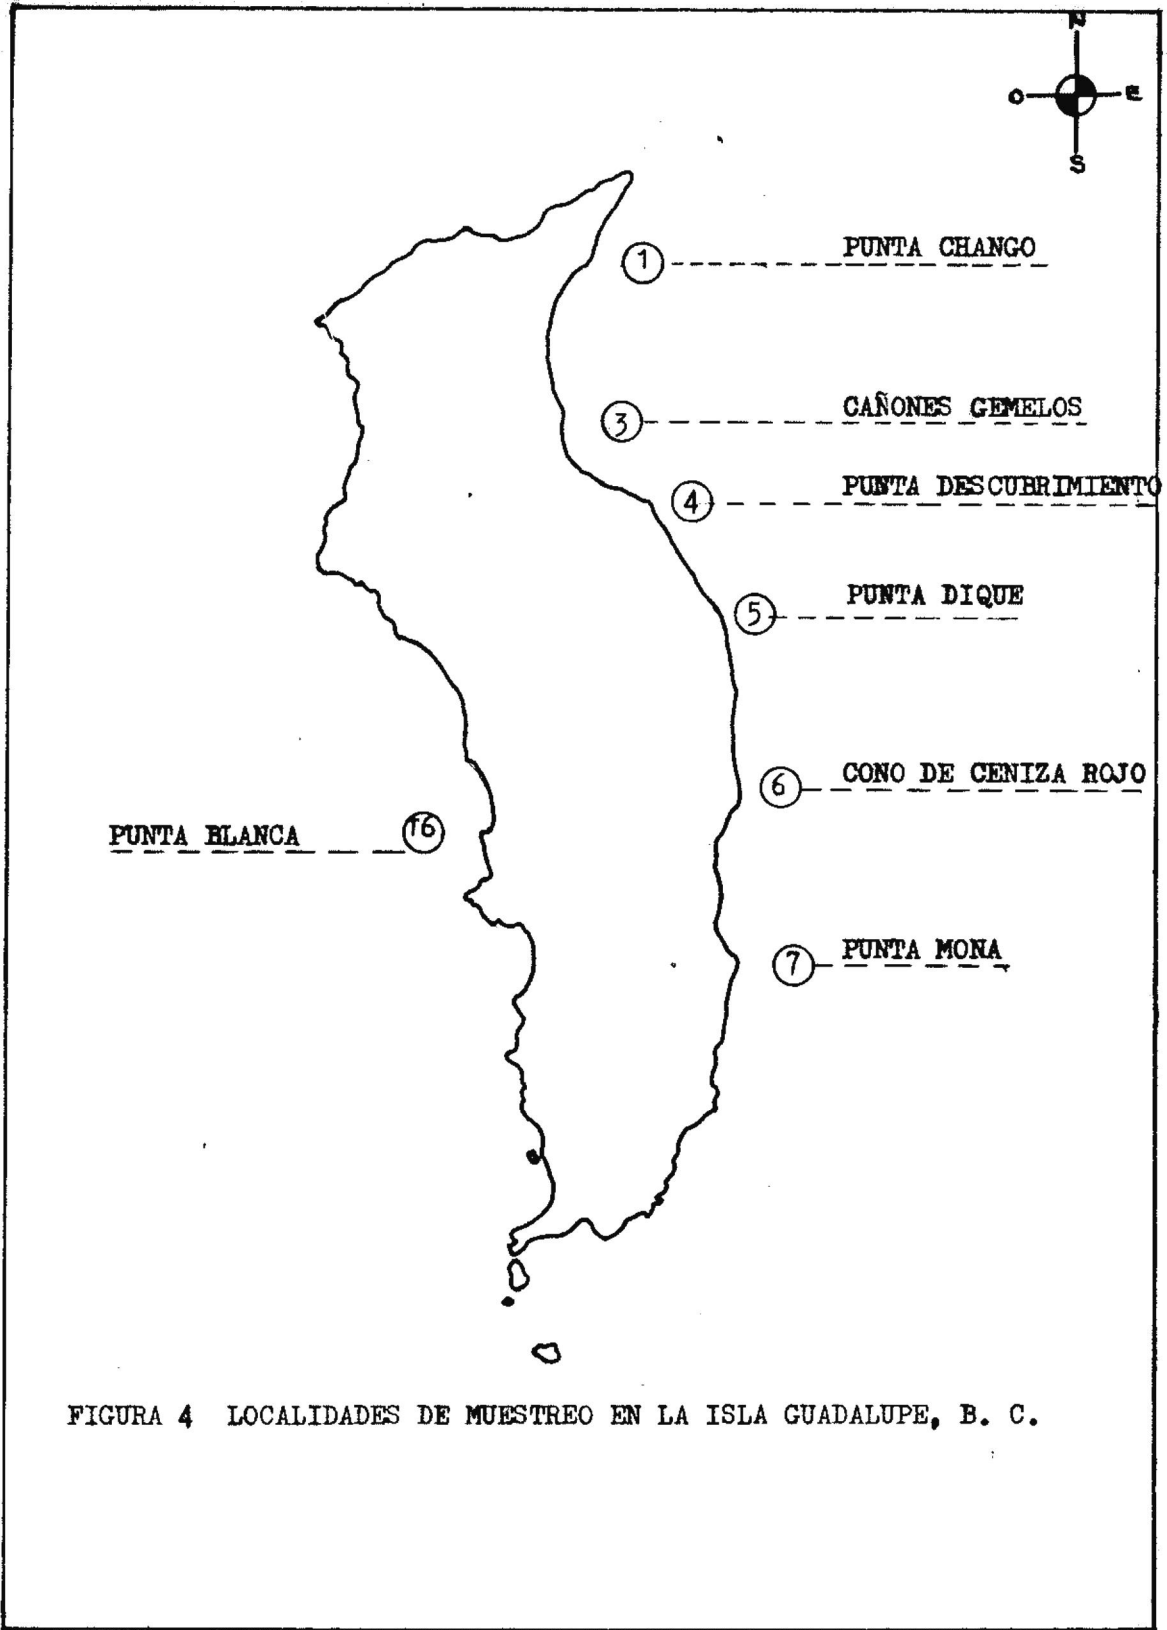 N
O E
S
1 PUNTA CHANGO
3 CAÑONES GEMELOS
4 PUNTA DESCUBRIMIENTO
5 PUNTA DIQUE
6 CONO DE CENIZA ROJO
PUNTA BLANCA 16
7 PUNTA MONA
FIGURA 4 LOCALIDADES DE MUESTREO EN LA ISLA GUADALUPE, B. C.